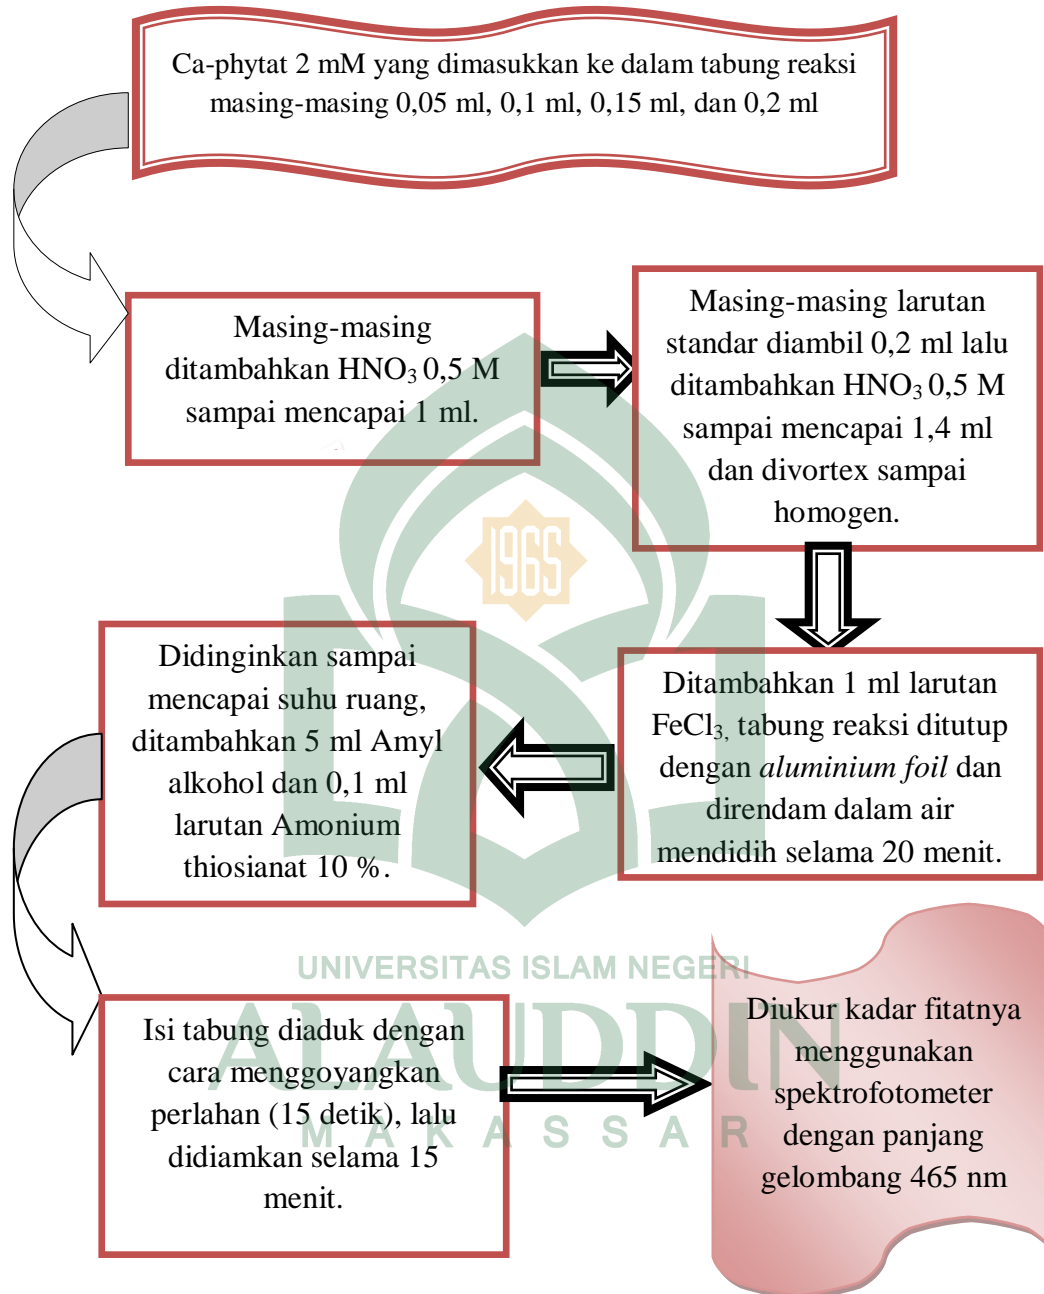 Ca-phytat 2 mM yang dimasukkan ke dalam tabung reaksi
masing-masing 0,05 ml, 0,1 ml, 0,15 ml, dan 0,2 ml
Masing-masing
ditambahkan HNO₃ 0,5 M
sampai mencapai 1 ml.
Masing-masing larutan
standar diambil 0,2 ml lalu
ditambahkan HNO₃ 0,5 M
sampai mencapai 1,4 ml
dan divortex sampai
homogen.
1965
Ditambahkan 1 ml larutan
FeCl₃, tabung reaksi ditutup
dengan aluminium foil dan
direndam dalam air
mendidih selama 20 menit.
Didinginkan sampai
mencapai suhu ruang,
ditambahkan 5 ml Amyl
alkohol dan 0,1 ml
larutan Amonium
thiosianat 10 %.
Isi tabung diaduk dengan
cara menggoyangkan
perlahan (15 detik), lalu
didiamkan selama 15
menit.
Diukur kadar fitatnya
menggunakan
spektrofotometer
dengan panjang
gelombang 465 nm
UNIVERSITAS ISLAM NEGERI
ALAUDDIN
MAKASSAR